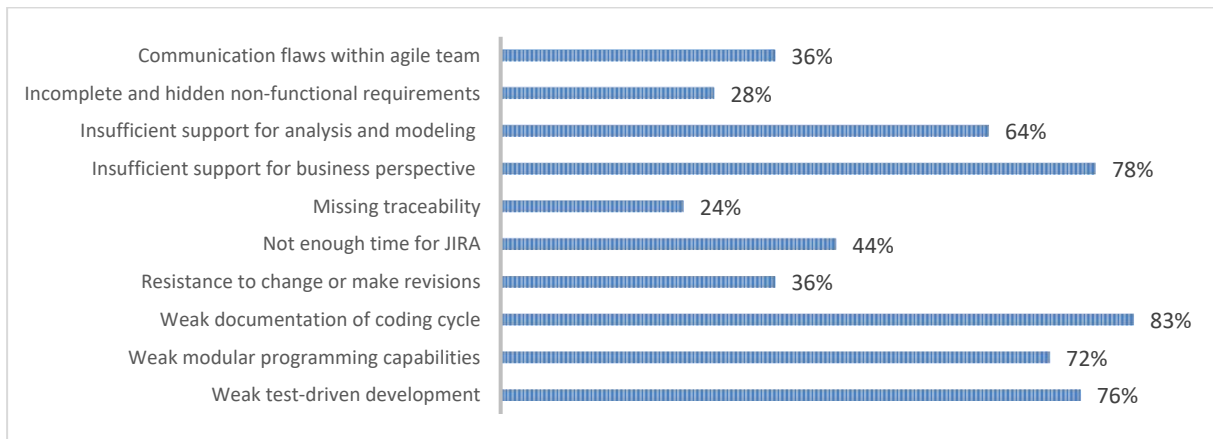 Communication flaws within agile team 36%
Incomplete and hidden non-functional requirements 28%
Insufficient support for analysis and modeling 64%
Insufficient support for business perspective 78%
Missing traceability 24%
Not enough time for JIRA 44%
Resistance to change or make revisions 36%
Weak documentation of coding cycle 83%
Weak modular programming capabilities 72%
Weak test-driven development 76%